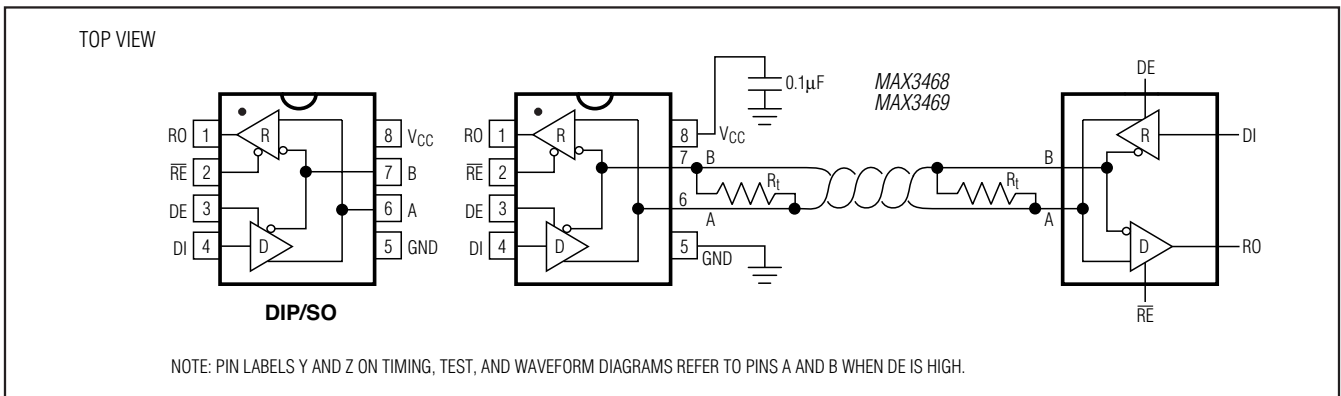 TOP VIEW
RO 1
R
8 VCC
R̅E̅ 2
7 B
DE 3
6 A
DI 4
D
5 GND
DIP/SO
RO 1
R
8
VCC
R̅E̅ 2
7
B
DE 3
6
A
DI 4
D
5
GND
0.1μF
Rt
MAX3468
MAX3469
Rt
DE
R
DI
B
A
D
RO
R̅E̅
NOTE: PIN LABELS Y AND Z ON TIMING, TEST, AND WAVEFORM DIAGRAMS REFER TO PINS A AND B WHEN DE IS HIGH.